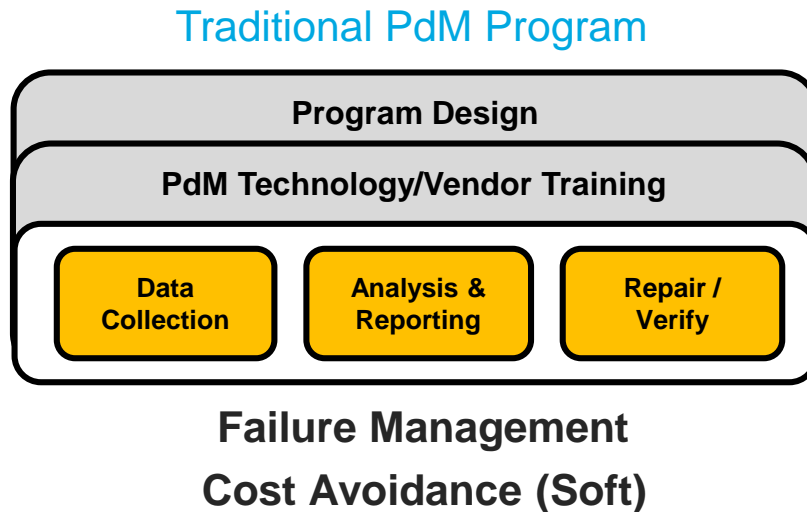 Traditional PdM Program
Program Design
PdM Technology/Vendor Training
Data
Collection
Analysis &
Reporting
Repair /
Verify
Failure Management
Cost Avoidance (Soft)